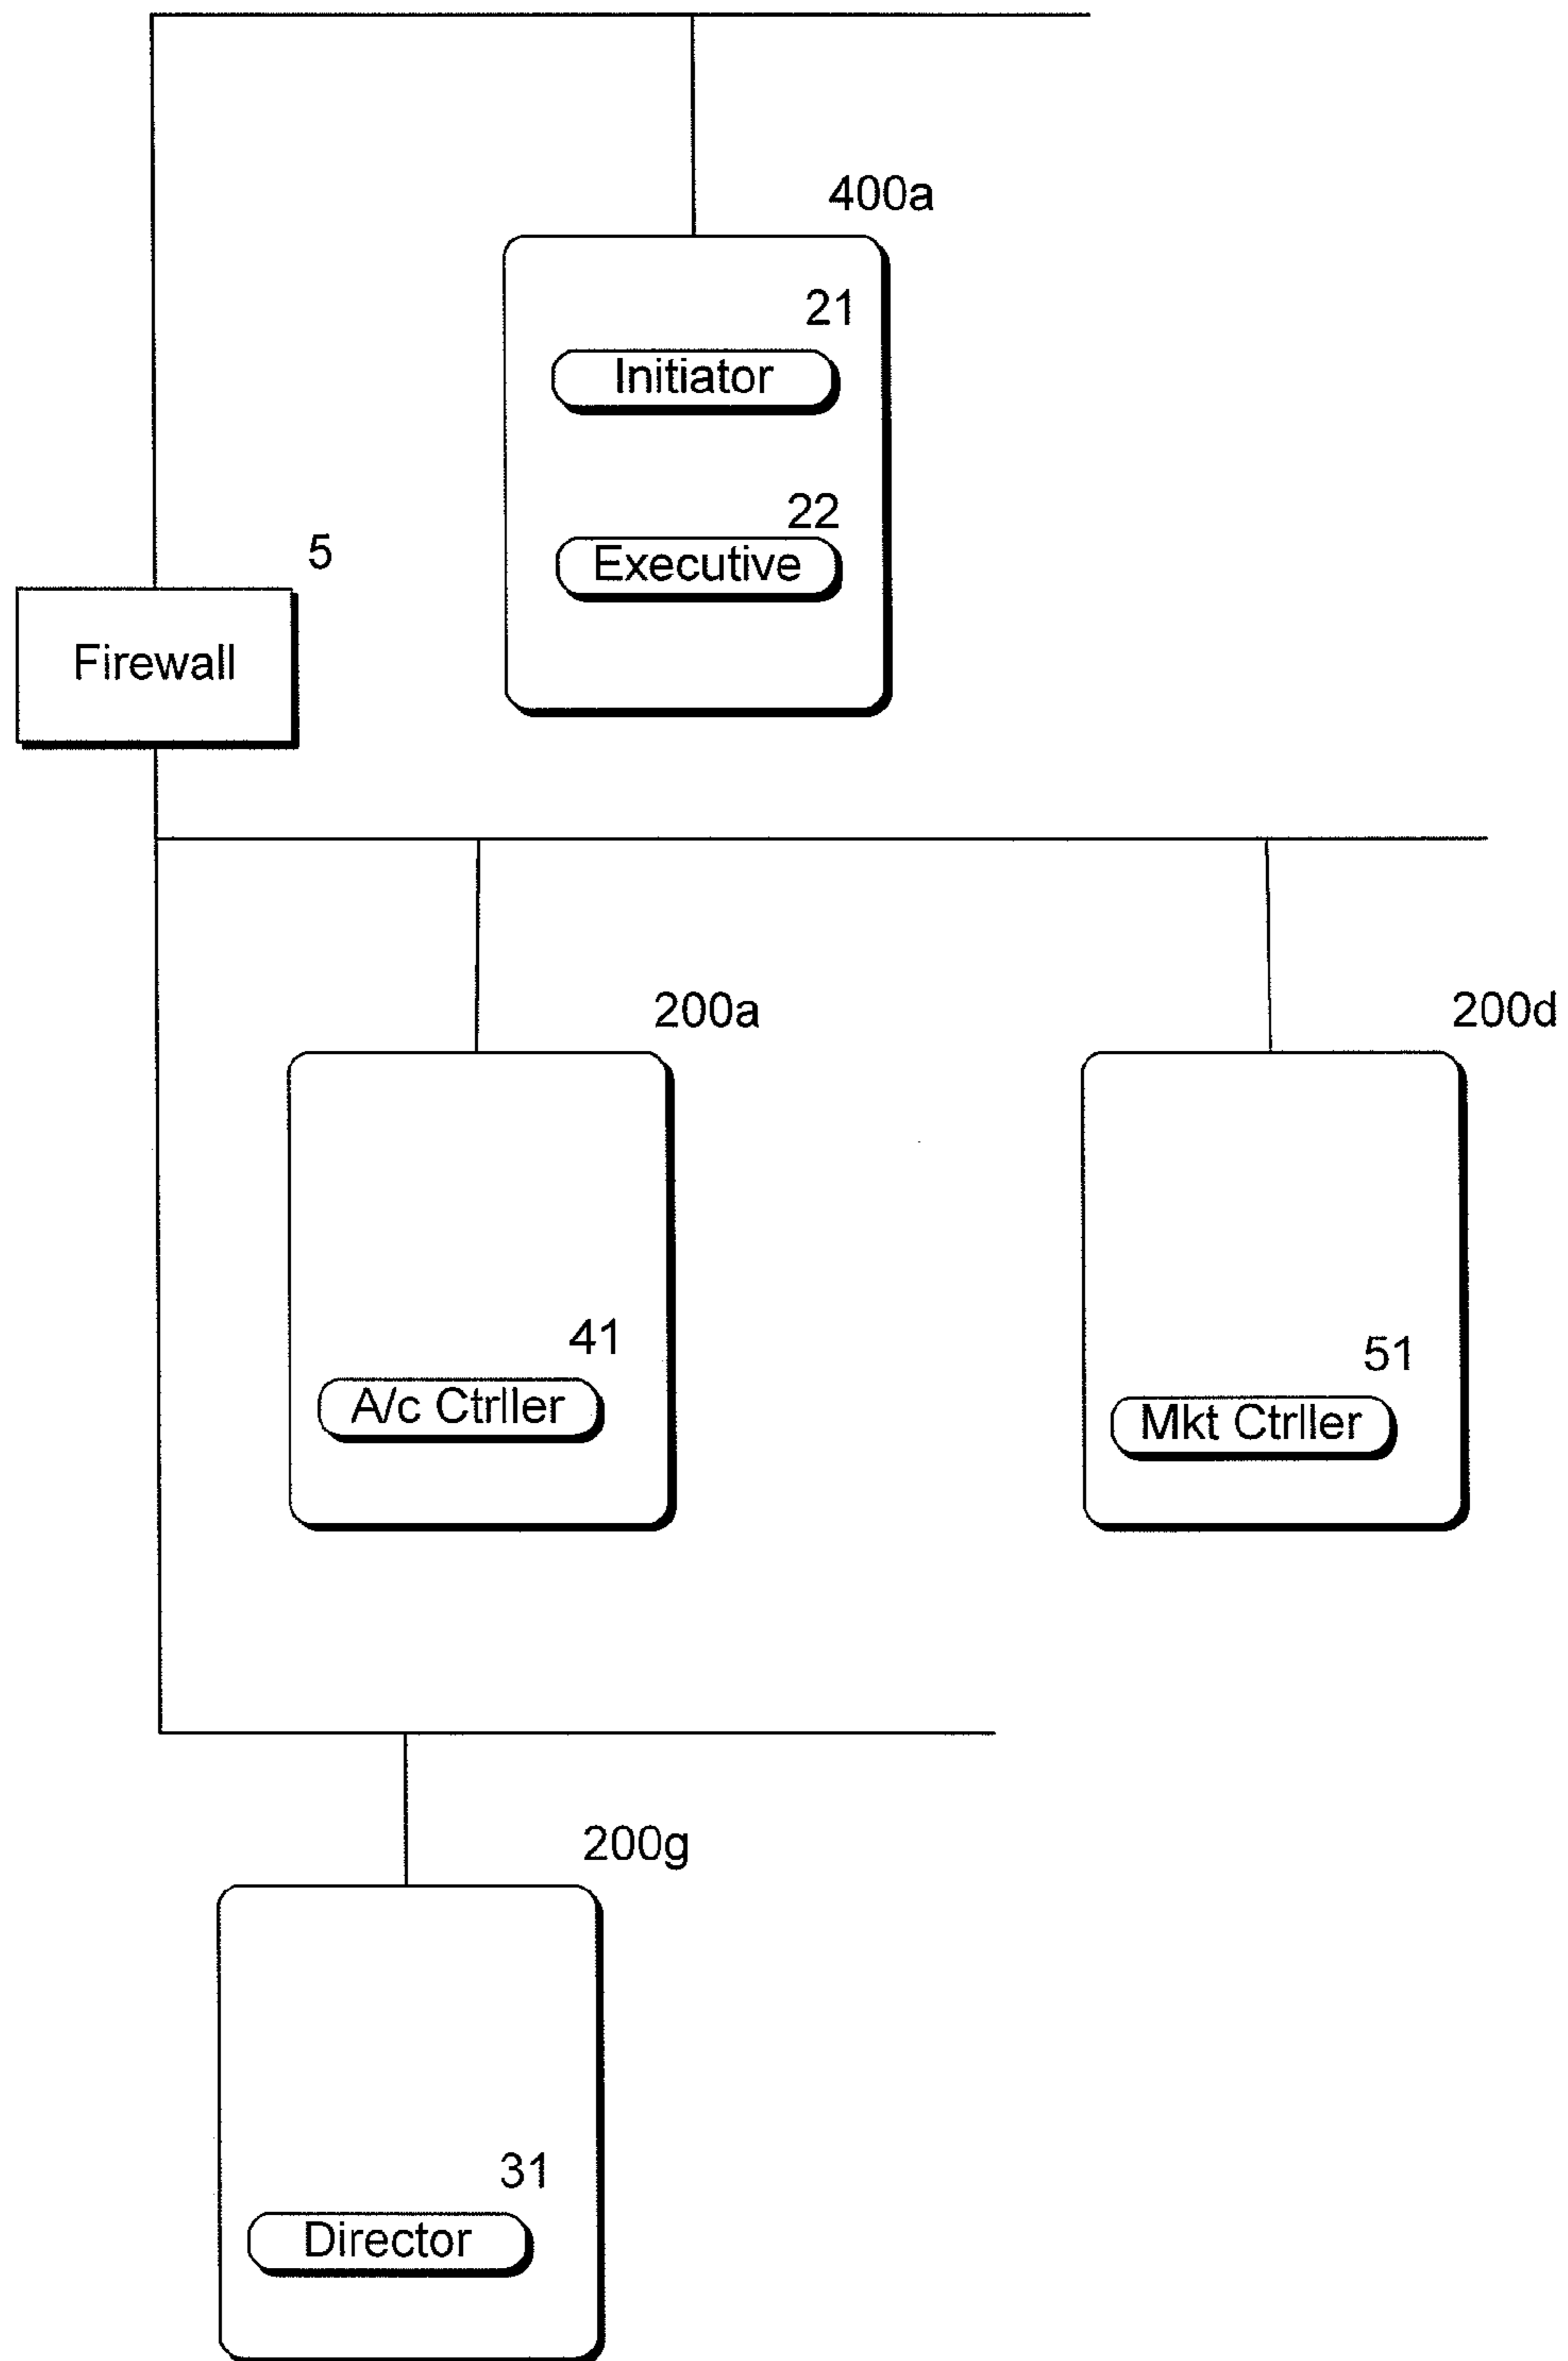 400a
21
Initiator
22
Executive
5
Firewall
200a
200d
41
A/c Ctrller
51
Mkt Ctrller
200g
31
Director